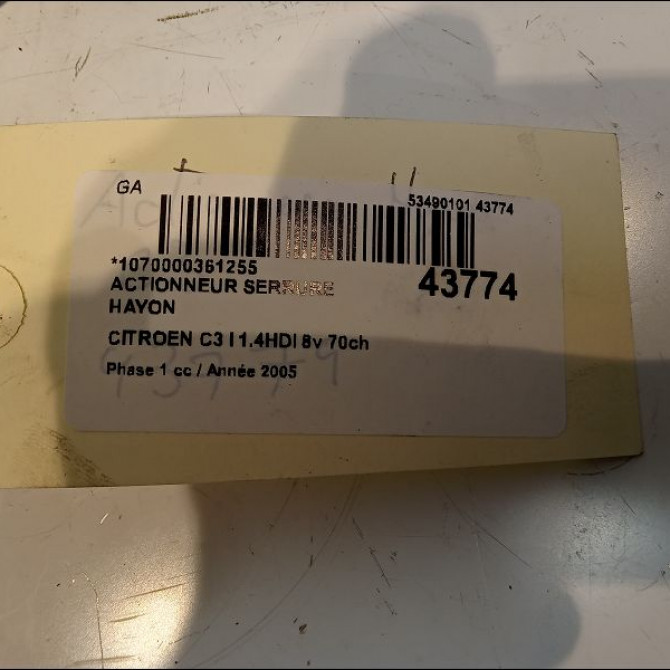 GA
53490101 43774
*1070000361255
43774
ACTIONNEUR SERRURE
HAYON
CITROEN C3 I 1.4HDI 8v 70ch
Phase 1 cc / Année 2005
43774